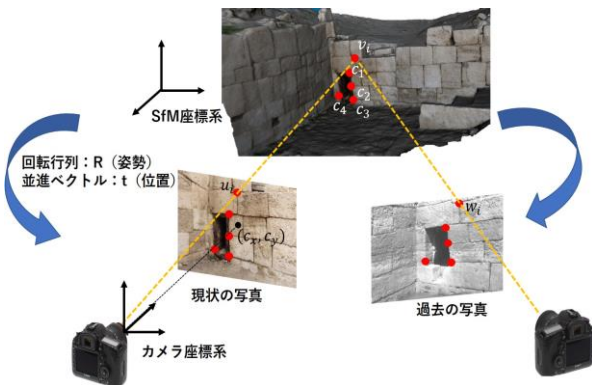 v_i
c_1
c_2
c_4
c_3
SfM座標系
回転行列：R（姿勢）
並進ベクトル：t（位置）
u_i
w_i
(c_x, c_y)
現状の写真
過去の写真
カメラ座標系